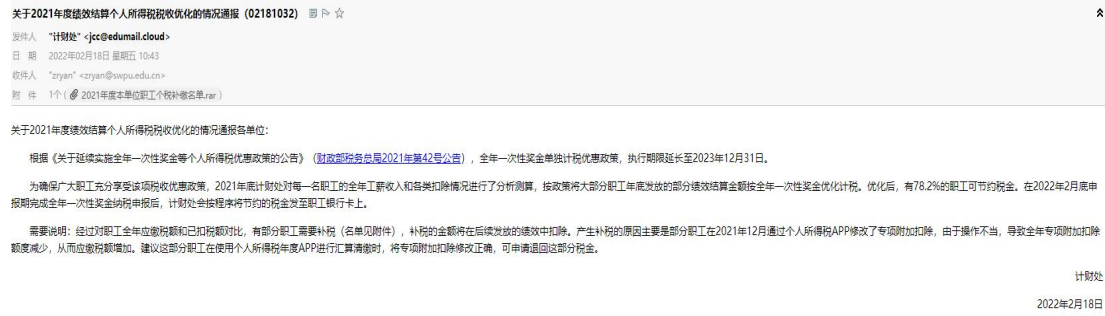 关于2021年度绩效结算个人所得税税收优化的情况通报（02181032）
发件人 "计财处" <jcc@edumail.cloud>
日 期 2022年02月18日 星期五 10:43
收件人 "zryan" <zryan@swpu.edu.cn>
附 件 1个 ( 2021年度本单位职工个税补缴名单.rar )
关于2021年度绩效结算个人所得税税收优化的情况通报各单位：
根据《关于延续实施全年一次性奖金等个人所得税优惠政策的公告》（财政部税务总局2021年第42号公告），全年一次性奖金单独计税优惠政策，执行期限延长至2023年12月31日。
为确保广大职工充分享受该项税收优惠政策，2021年底计财处对每一名职工的全年工薪收入和各类扣除情况进行了分析测算，按政策将大部分职工年底发放的部分绩效结算金额按全年一次性奖金优化计税。优化后，有78.2%的职工可节约税金。在2022年2月底申
报期完成全年一次性奖金纳税申报后，计财处会按程序将节约的税金发至职工银行卡上。
需要说明：经过对职工全年应缴税额和已扣税额对比，有部分职工需要补税（名单见附件），补税的金额将在后续发放的绩效中扣除。产生补税的原因主要是部分职工在2021年12月通过个人所得税APP修改了专项附加扣除，由于操作不当，导致全年专项附加扣除
额度减少，从而应缴税额增加。建议这部分职工在使用个人所得税年度APP进行汇算清缴时，将专项附加扣除修改正确，可申请退回这部分税金。
计财处
2022年2月18日